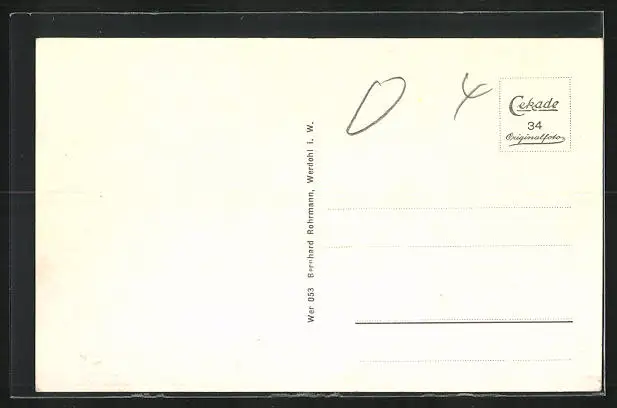 Wer 053 Bernhard Rohrmann, Werdohl i. W.
Cekade
34
Originalfoto